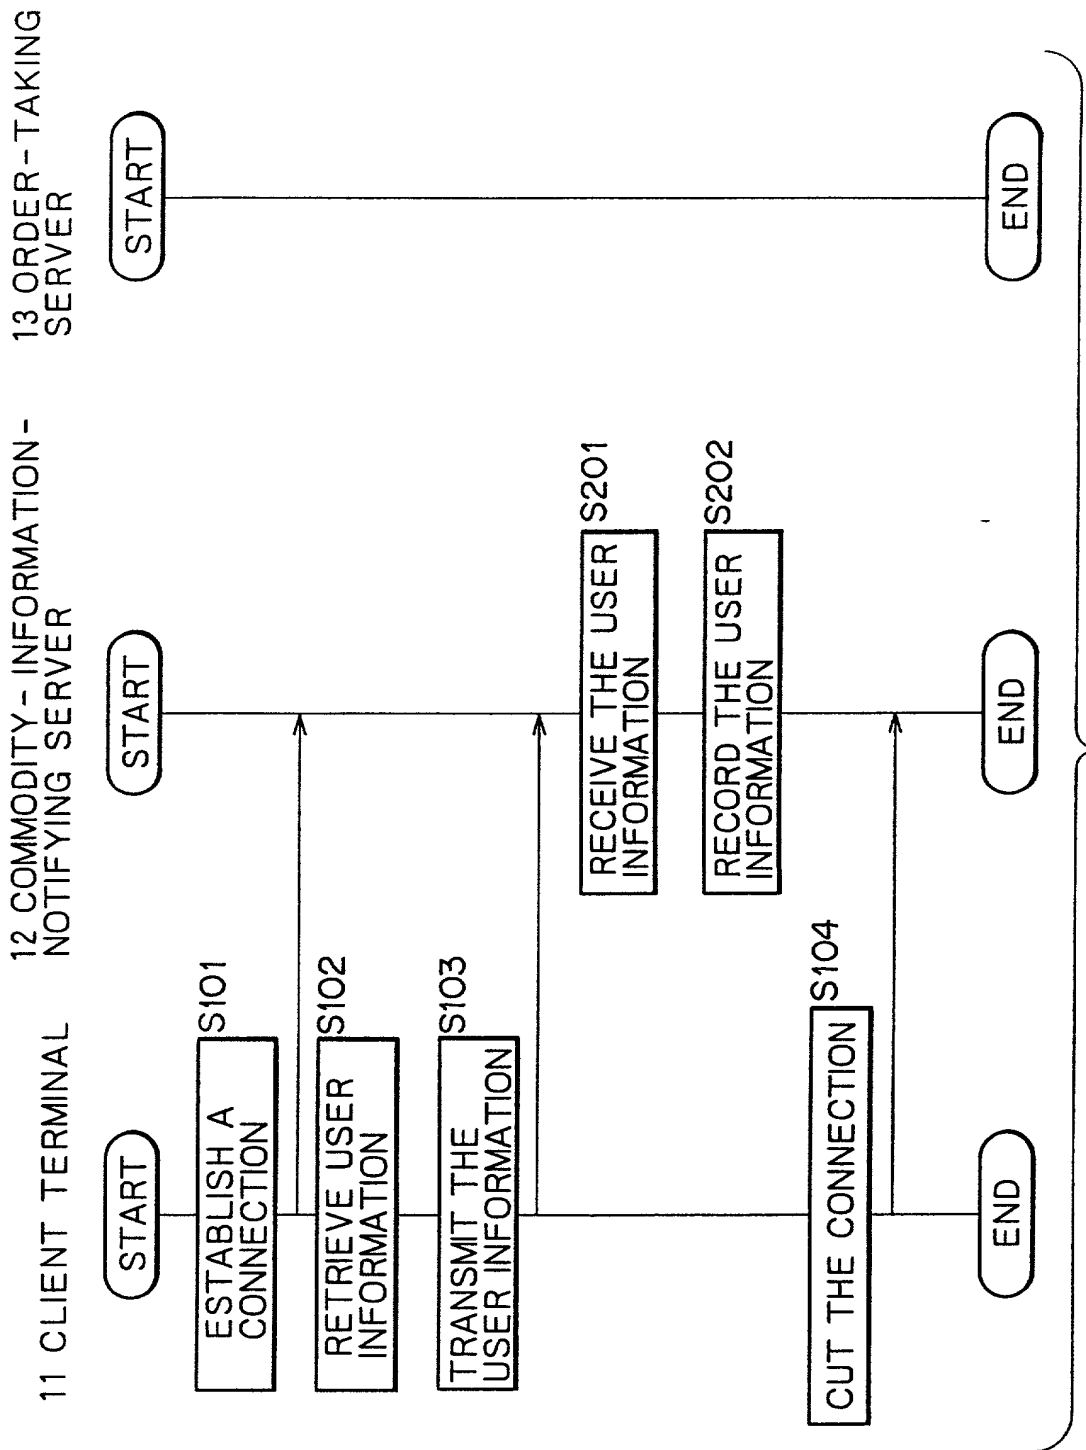 11 CLIENT TERMINAL
START
ESTABLISH A
CONNECTION
S101
RETRIEVE USER
INFORMATION
S102
TRANSMIT THE
USER INFORMATION
S103
CUT THE CONNECTION
S104
END
12 COMMODITY-INFORMATION-
NOTIFYING SERVER
START
RECEIVE THE USER
INFORMATION
S201
RECORD THE USER
INFORMATION
S202
END
13 ORDER-TAKING
SERVER
START
END